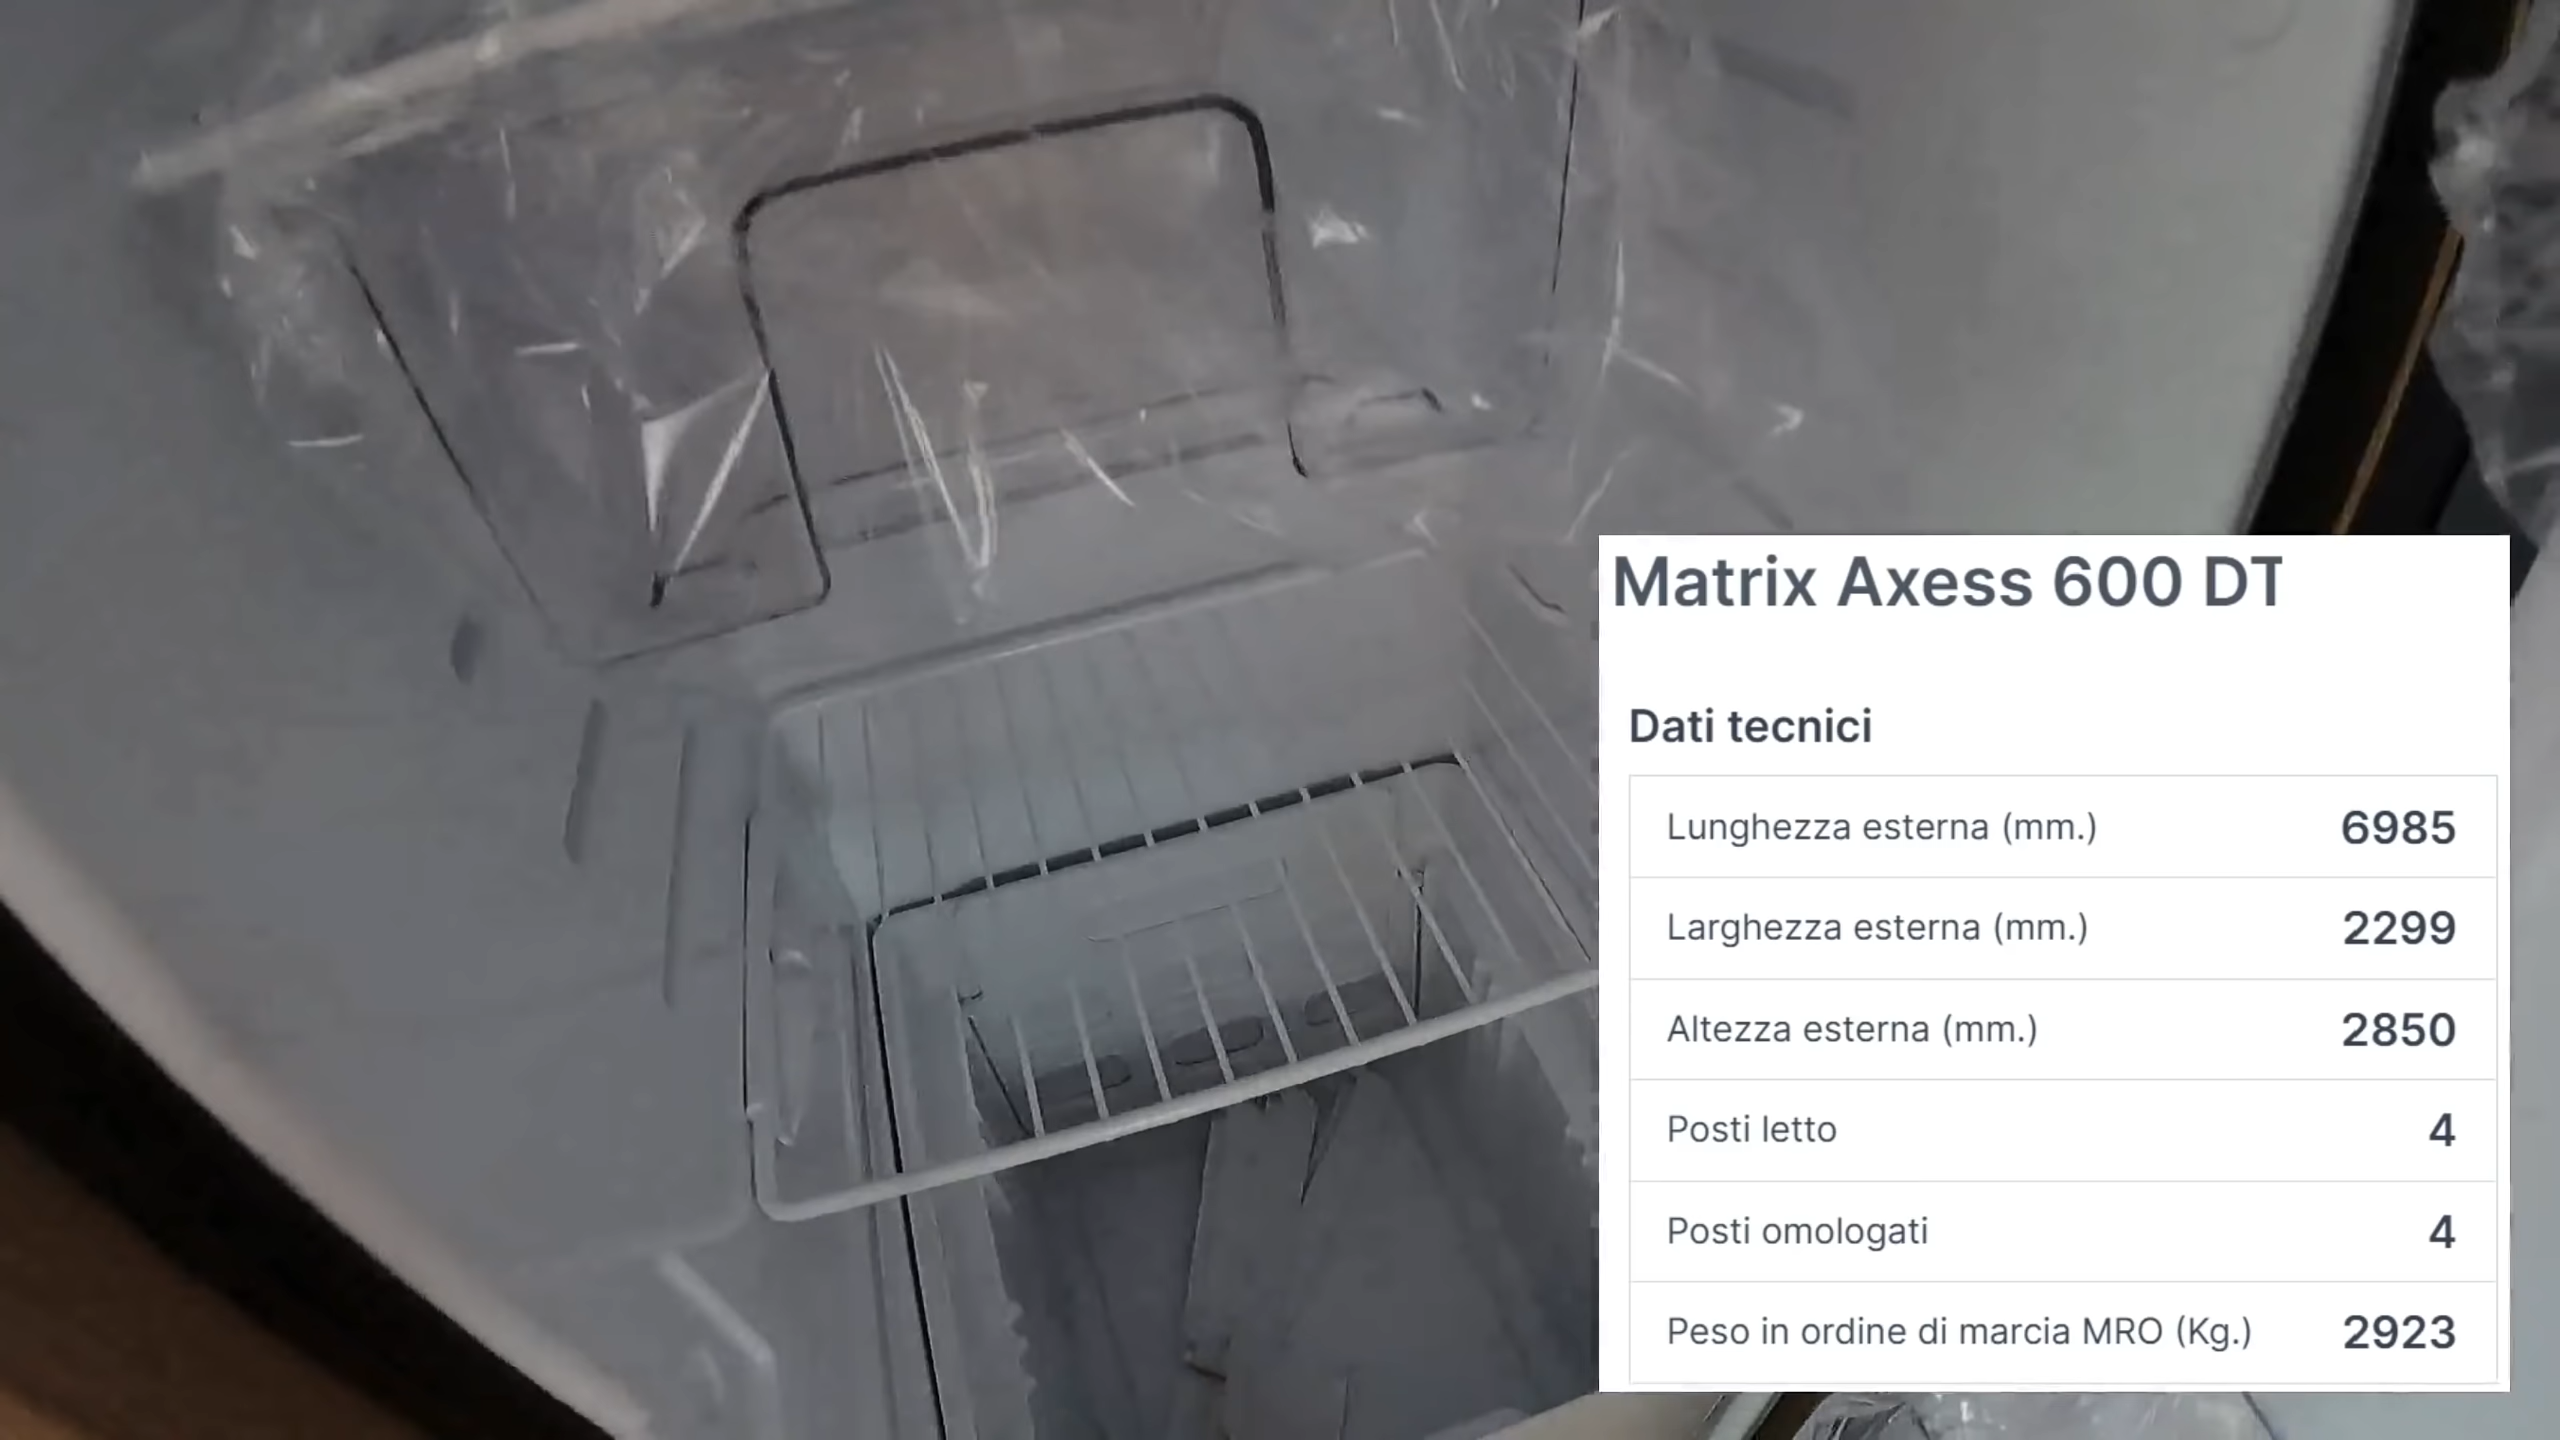 Matrix Axess 600 DT
Dati tecnici
Lunghezza esterna (mm.) 6985
Larghezza esterna (mm.) 2299
Altezza esterna (mm.) 2850
Posti letto 4
Posti omologati 4
Peso in ordine di marcia MRO (Kg.) 2923